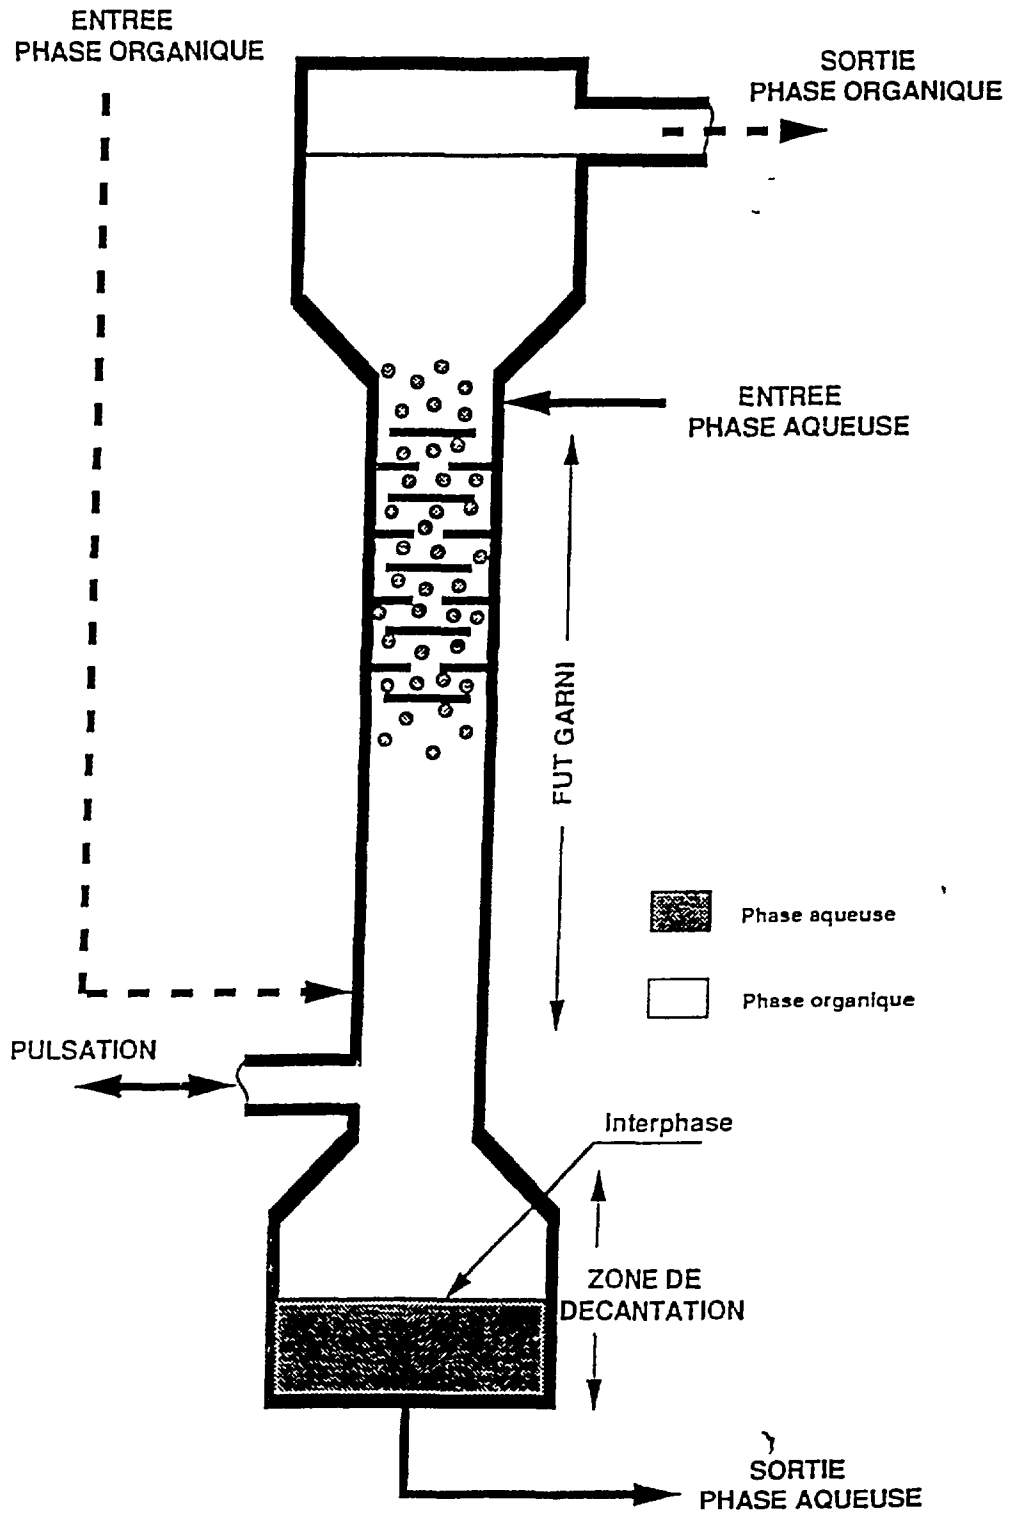 ENTREE
PHASE ORGANIQUE
SORTIE
PHASE ORGANIQUE
ENTREE
PHASE AQUEUSE
FUT GARNI
Phase aqueuse
Phase organique
PULSATION
Interphase
ZONE DE
DECANTATION
SORTIE
PHASE AQUEUSE